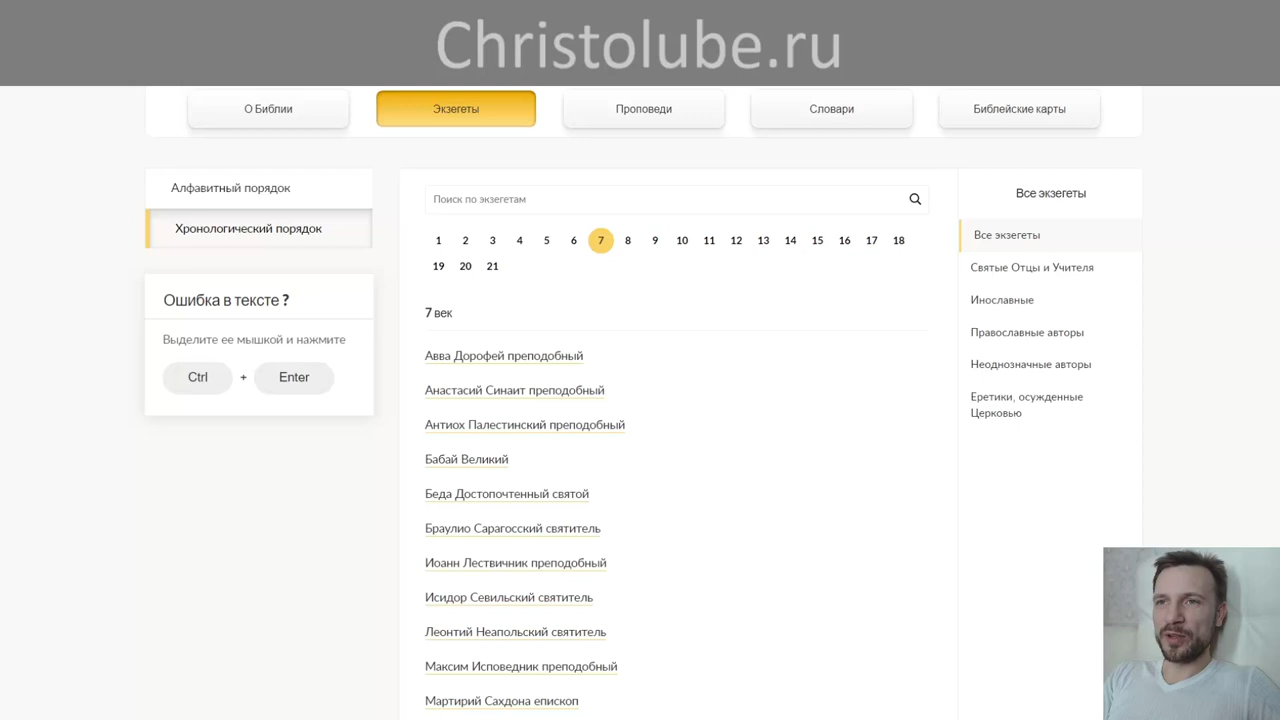 Christolube.ru
О Библии
Экзегеты
Проповеди
Словари
Библейские карты
Алфавитный порядок
Хронологический порядок
Ошибка в тексте ?
Выделите ее мышкой и нажмите
Ctrl + Enter
Поиск по экзегетам
1 2 3 4 5 6 7 8 9 10 11 12 13 14 15 16 17 18
19 20 21
7 век
Авва Дорофей преподобный
Анастасий Синаит преподобный
Антиох Палестинский преподобный
Бабай Великий
Беда Достопочтенный святой
Браулио Сарагосский святитель
Иоанн Лествичник преподобный
Исидор Севильский святитель
Леонтий Неапольский святитель
Максим Исповедник преподобный
Мартирий Сахдона епископ
Все экзегеты
Все экзегеты
Святые Отцы и Учителя
Инославные
Православные авторы
Неоднозначные авторы
Еретики, осужденные
Церковью